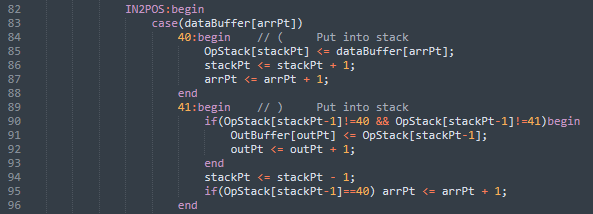 82 IN2POS:begin
83 case(dataBuffer[arrPt])
84 40:begin // ( Put into stack
85 OpStack[stackPt] <= dataBuffer[arrPt];
86 stackPt <= stackPt + 1;
87 arrPt <= arrPt + 1;
88 end
89 41:begin // ) Put into stack
90 if(OpStack[stackPt-1]!=40 && OpStack[stackPt-1]!=41)begin
91 OutBuffer[outPt] <= OpStack[stackPt-1];
92 outPt <= outPt + 1;
93 end
94 stackPt <= stackPt - 1;
95 if(OpStack[stackPt-1]==40) arrPt <= arrPt + 1;
96 end